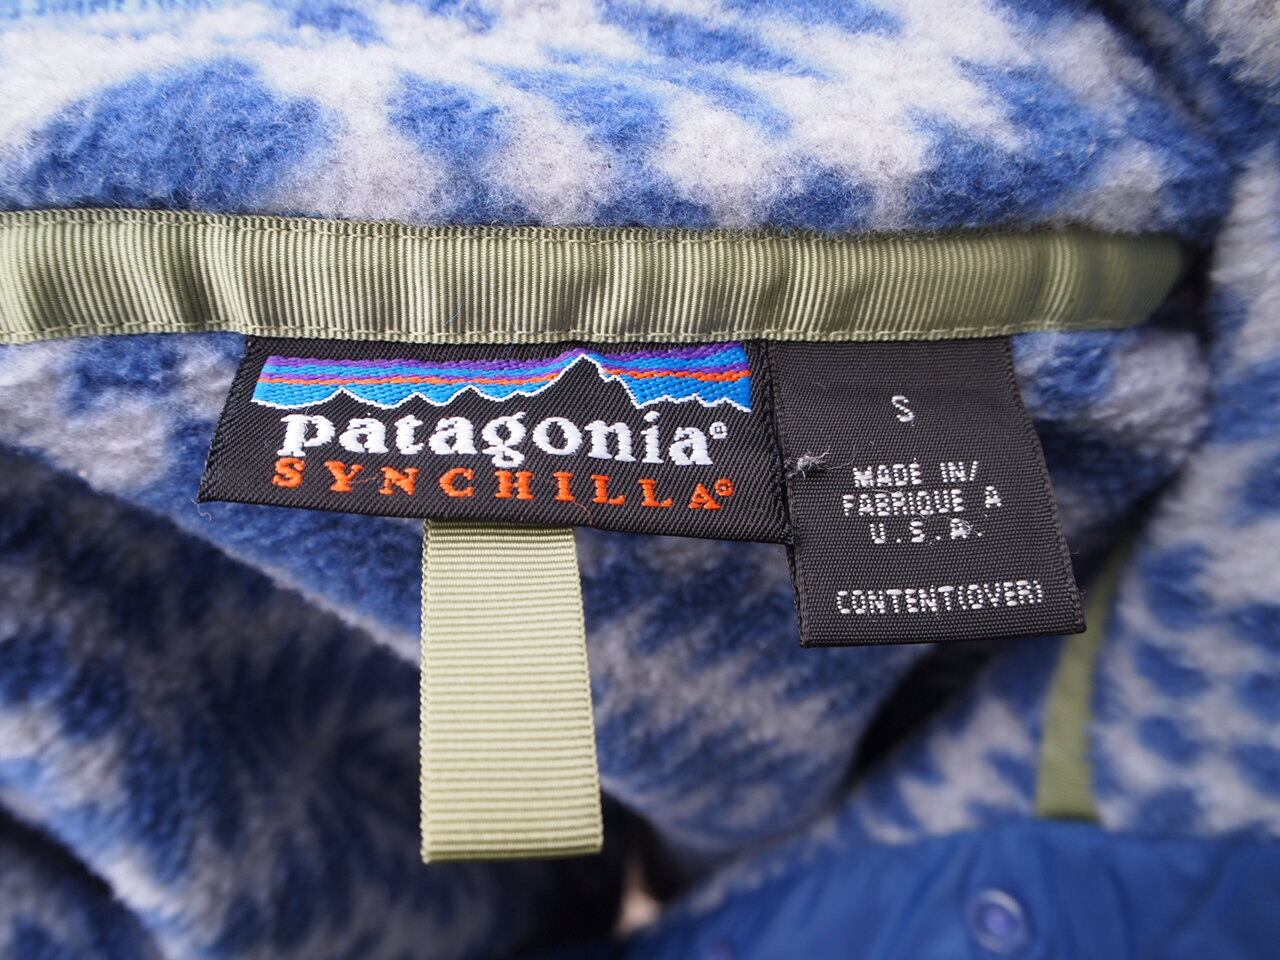 patagonia®
SYNCHILLA®
S
MADE IN/
FABRIQUE A
U.S.A.
CONTENT(OVER)